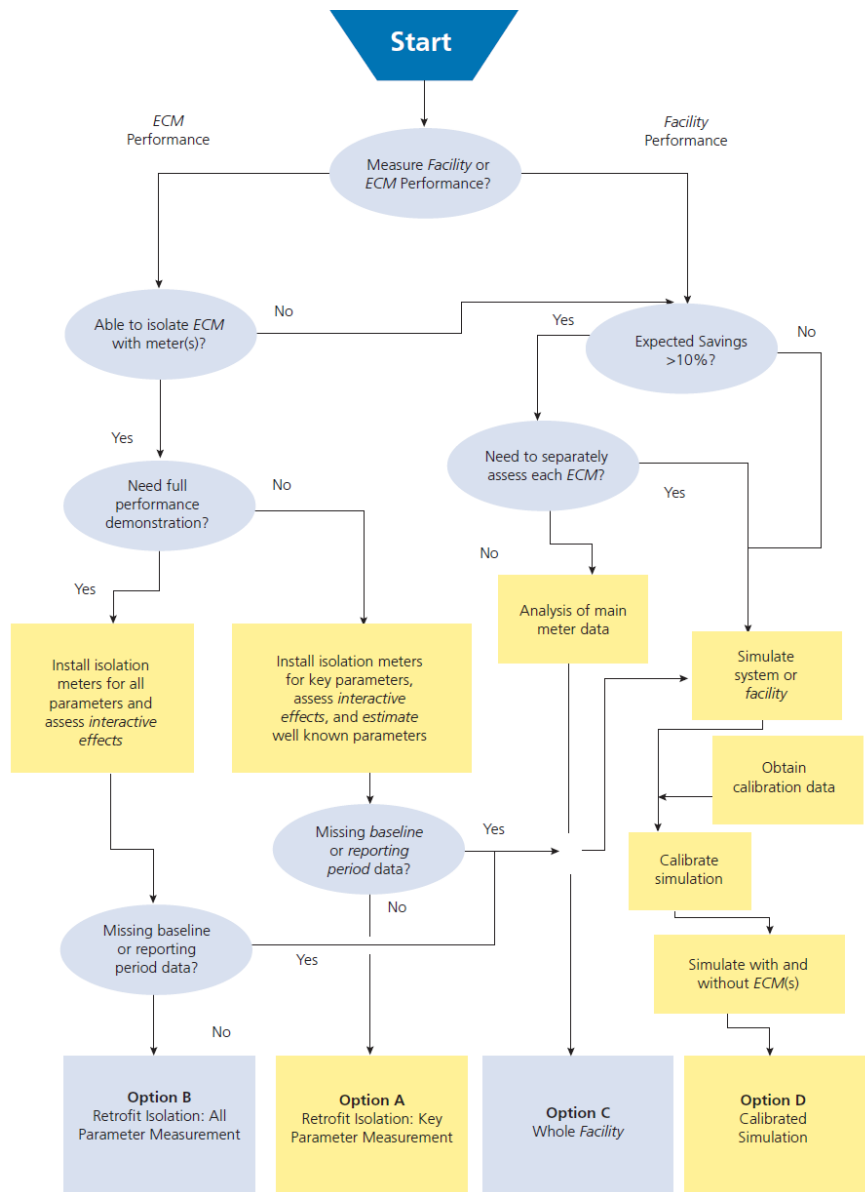 Start
ECM
Performance
Facility
Performance
Measure Facility or
ECM Performance?
Able to isolate ECM
with meter(s)?
No
Yes
Expected Savings
>10%?
No
Yes
Need full
performance
demonstration?
No
Need to separately
assess each ECM?
Yes
Yes
No
Install isolation
meters for all
parameters and
assess interactive
effects
Install isolation meters
for key parameters,
assess interactive
effects, and estimate
well known parameters
Analysis of main
meter data
Simulate
system or
facility
Obtain
calibration data
Missing baseline
or reporting
period data?
Yes
No
Calibrate
simulation
Missing baseline
or reporting
period data?
Yes
No
Simulate with and
without ECM(s)
Option B
Retrofit Isolation: All
Parameter Measurement
Option A
Retrofit Isolation: Key
Parameter Measurement
Option C
Whole Facility
Option D
Calibrated
Simulation